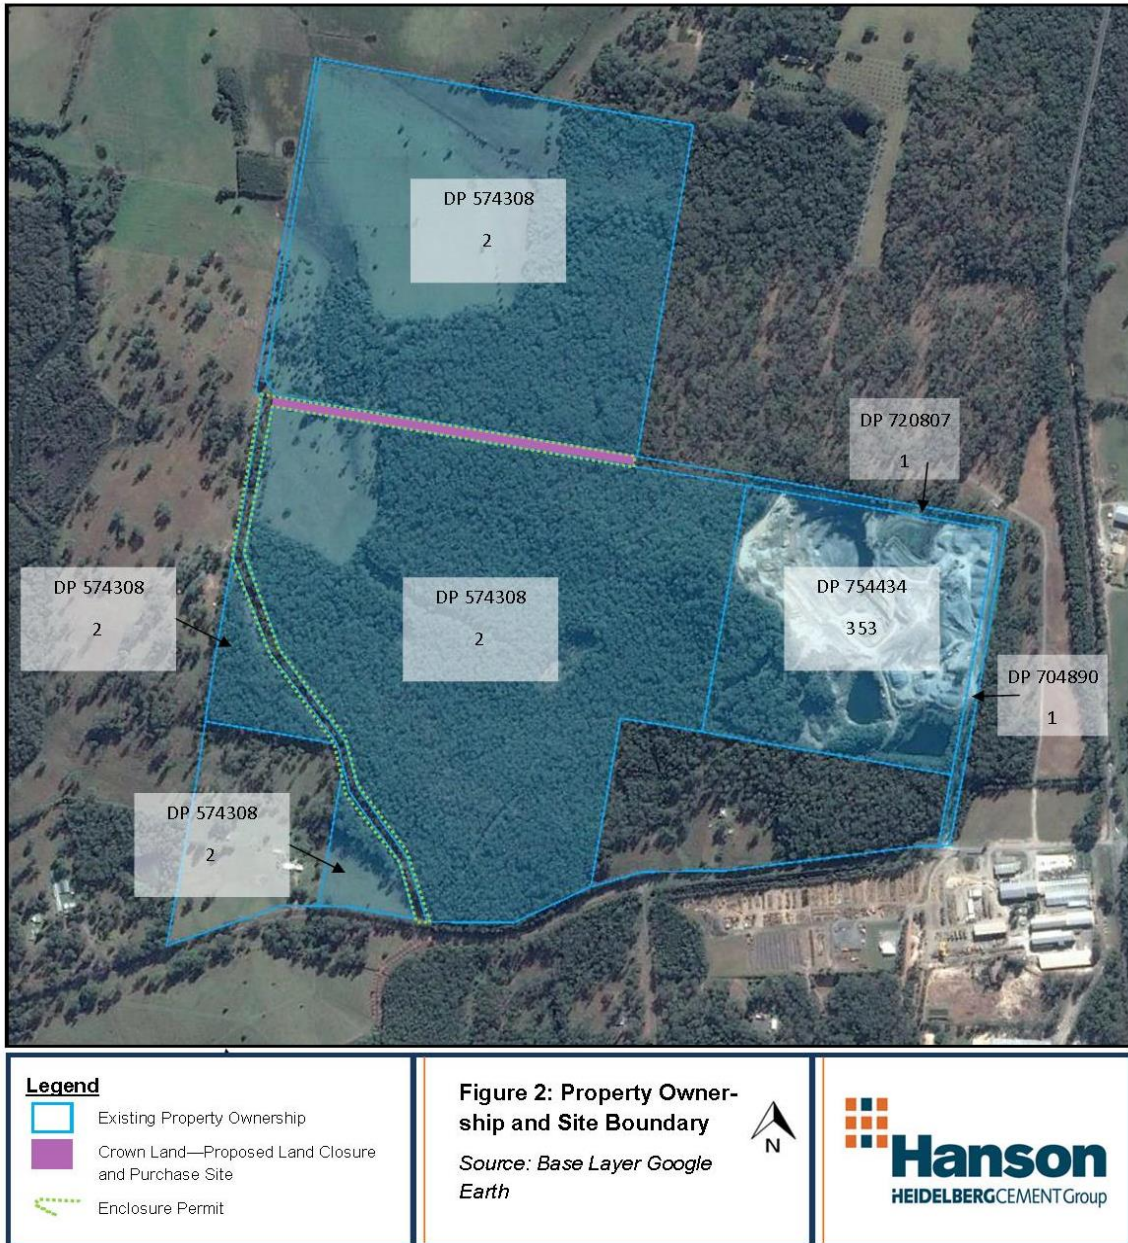 DP 574308
2
DP 720807
1
DP 574308
2
DP 574308
2
DP 754434
353
DP 704890
1
DP 574308
2
Legend
Existing Property Ownership
Crown Land—Proposed Land Closure
and Purchase Site
Enclosure Permit
Figure 2: Property Owner-
ship and Site Boundary
Source: Base Layer Google
Earth
N
Hanson
HEIDELBERGCEMENT Group